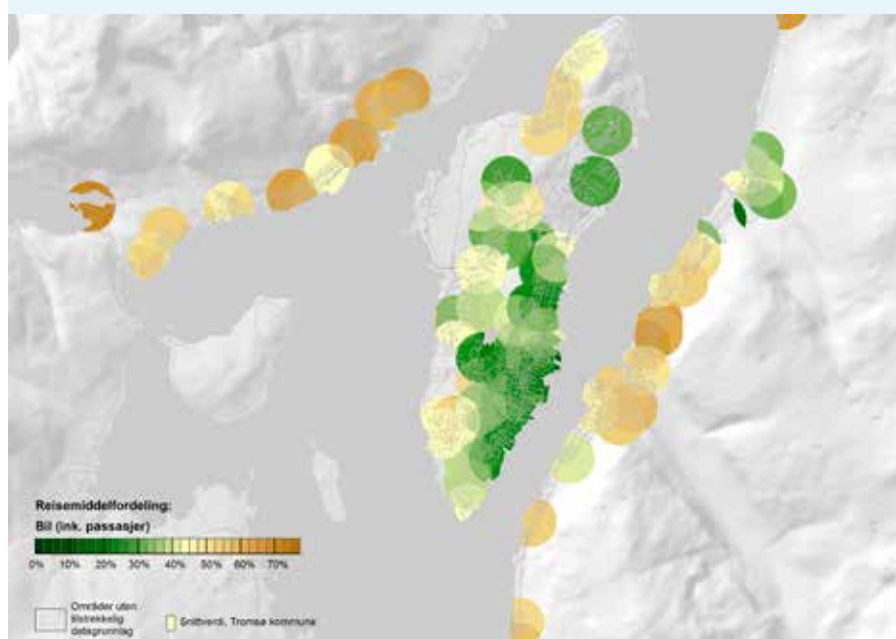 Reisemiddelfordeling:
Bil (ink. passasjer)
0% 10% 20% 30% 40% 50% 60% 70%
Områder uten
tilstrekkelig
datagrunnlag
Snittverdi, Tromsø kommune